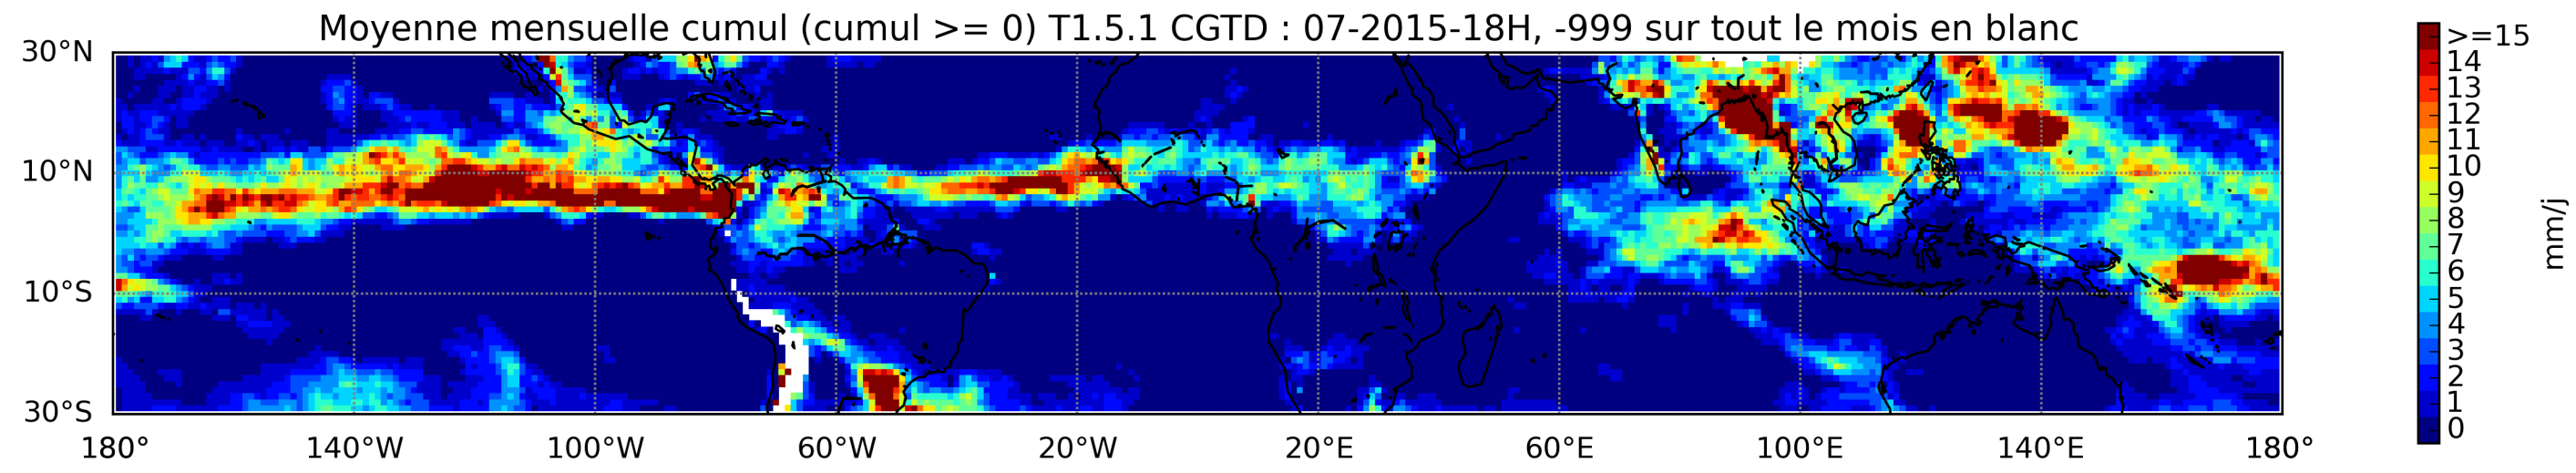 Moyenne mensuelle cumul (cumul >= 0) T1.5.1 CGTD : 07-2015-18H, -999 sur tout le mois en blanc
30°N
10°N
10°S
30°S
180° 140°W 100°W 60°W 20°W 20°E 60°E 100°E 140°E 180°
>=15
14
13
12
11
10
9
8
7
6
5
4
3
2
1
0
mm/j